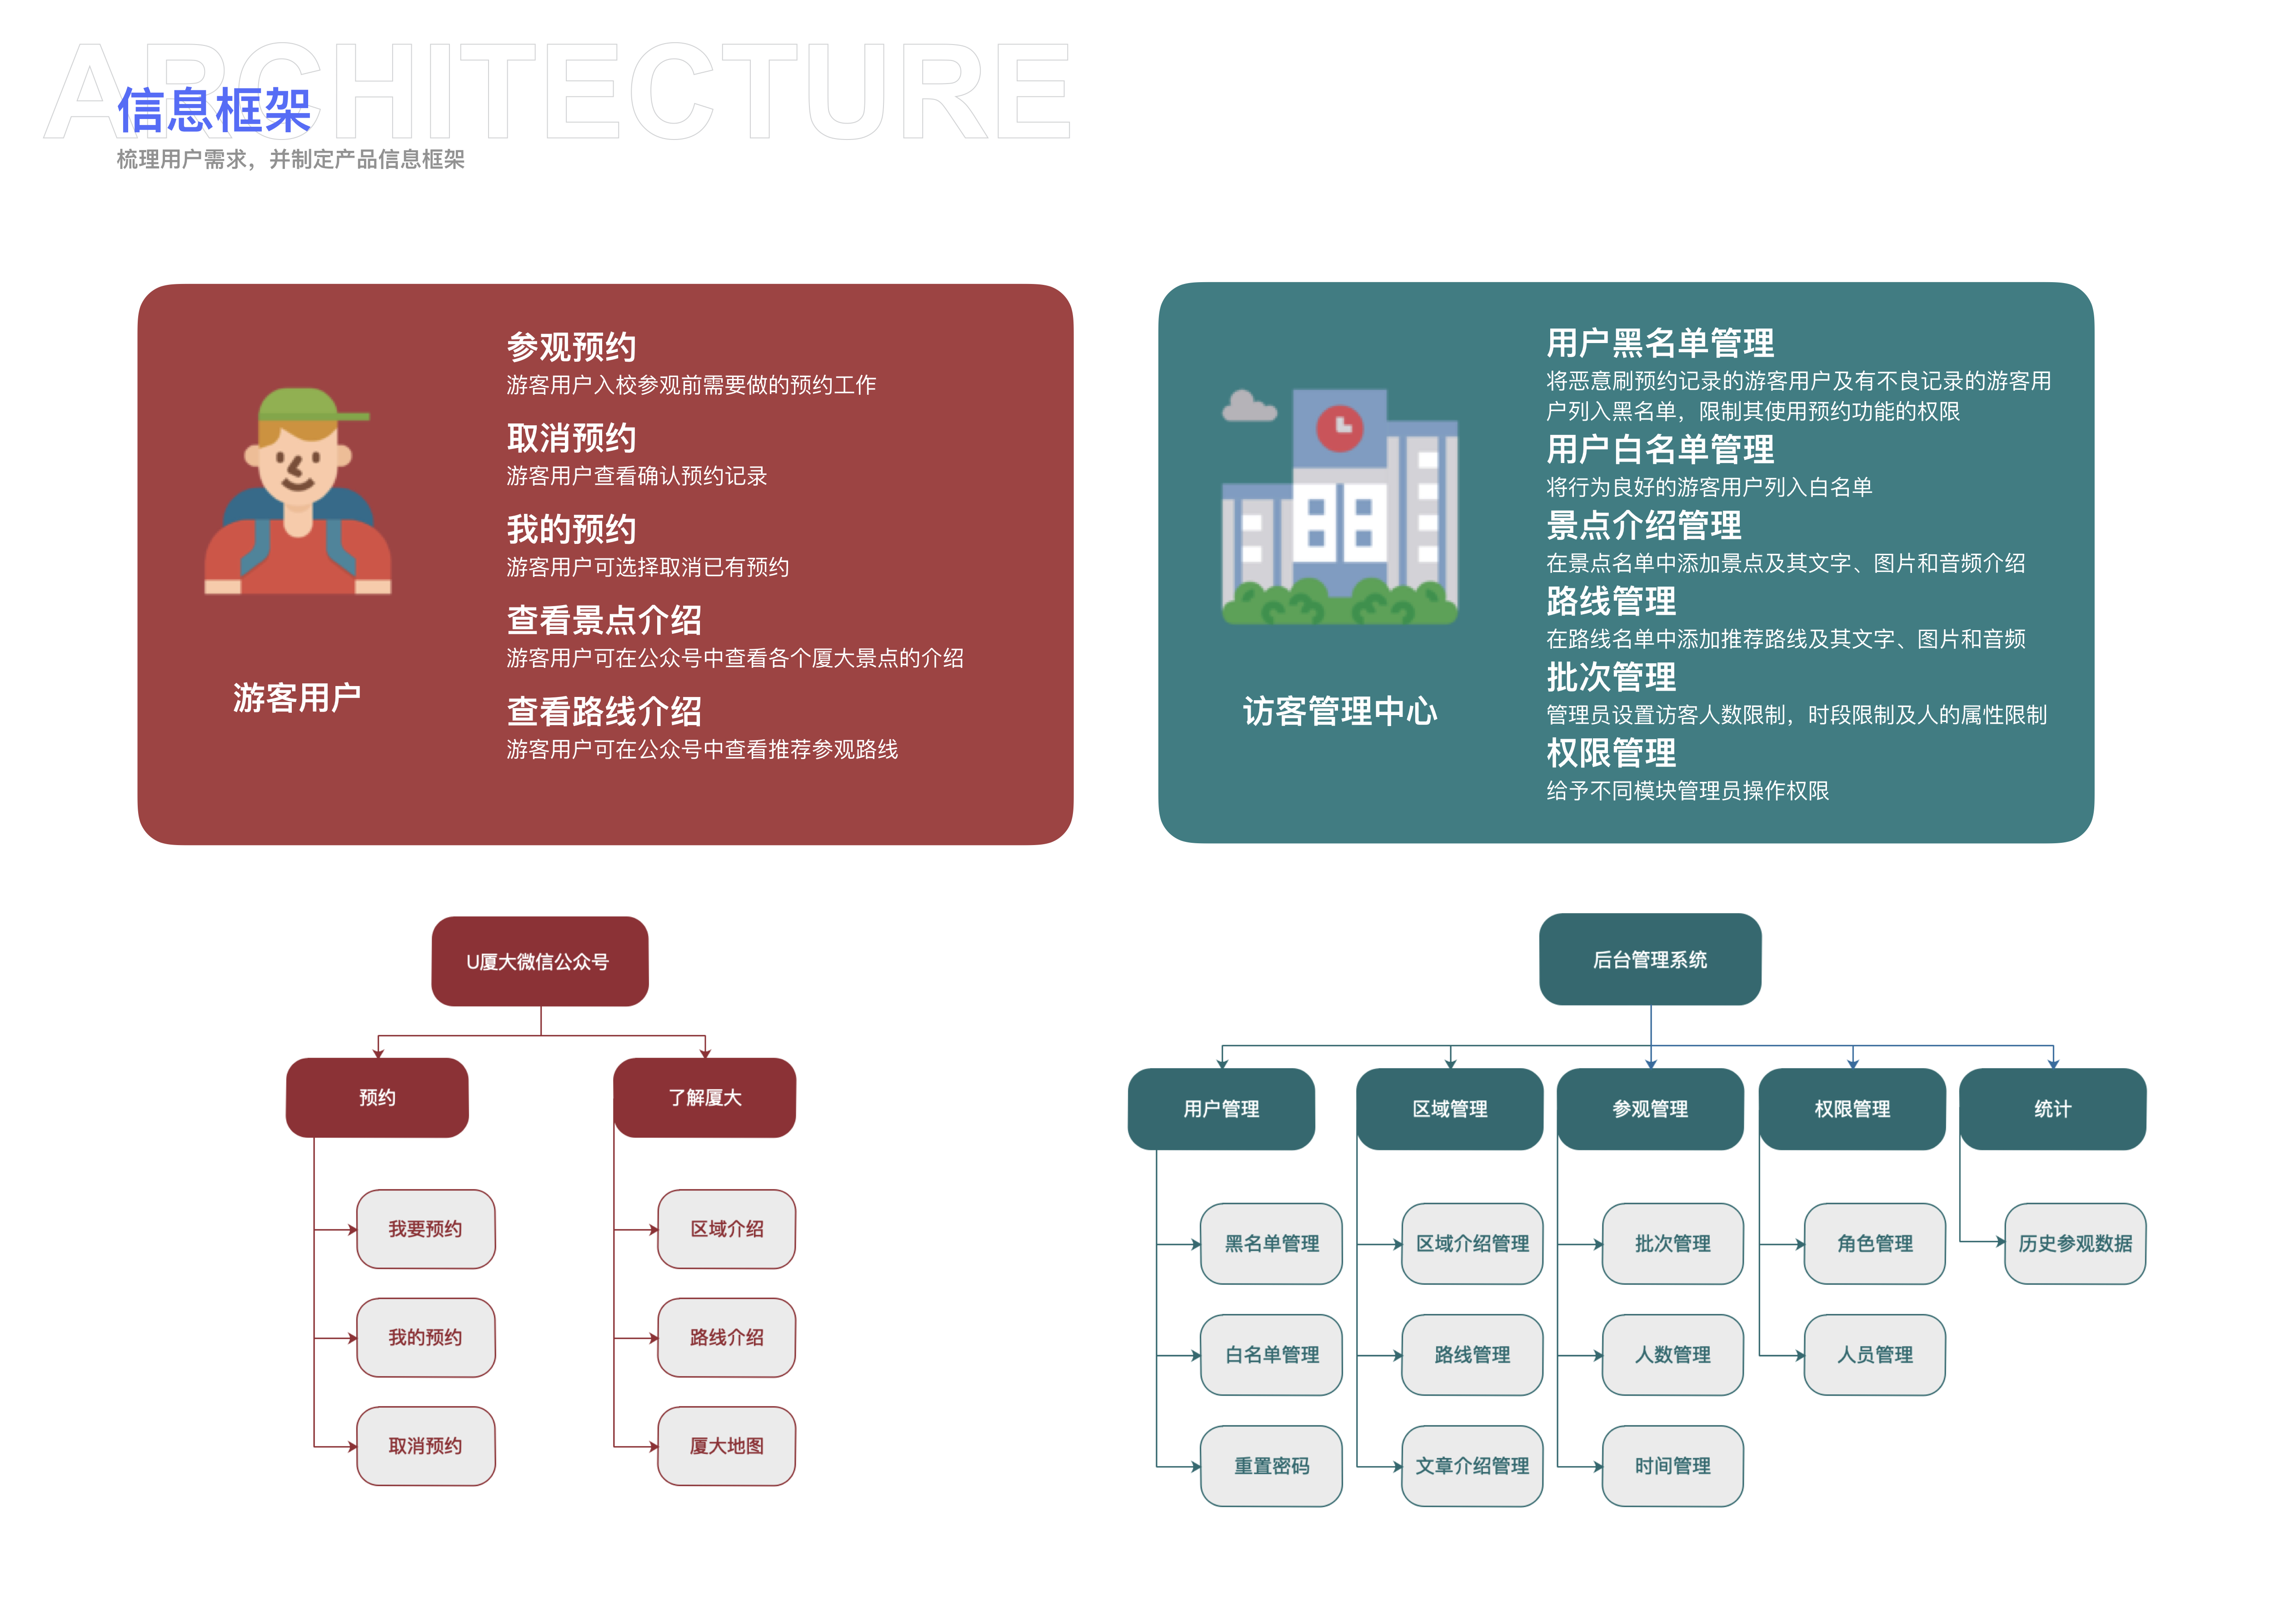 ARCHITECTURE
信息框架
梳理用户需求，并制定产品信息框架
参观预约
游客用户入校参观前需要做的预约工作
取消预约
游客用户查看确认预约记录
我的预约
游客用户可选择取消已有预约
查看景点介绍
游客用户可在公众号中查看各个厦大景点的介绍
查看路线介绍
游客用户可在公众号中查看推荐参观路线
游客用户
用户黑名单管理
将恶意刷预约记录的游客用户及有不良记录的游客用
户列入黑名单，限制其使用预约功能的权限
用户白名单管理
将行为良好的游客用户列入白名单
景点介绍管理
在景点名单中添加景点及其文字、图片和音频介绍
路线管理
在路线名单中添加推荐路线及其文字、图片和音频
批次管理
管理员设置访客人数限制，时段限制及人的属性限制
权限管理
给予不同模块管理员操作权限
访客管理中心
U厦大微信公众号
预约
了解厦大
我要预约
区域介绍
我的预约
路线介绍
取消预约
厦大地图
后台管理系统
用户管理
区域管理
参观管理
权限管理
统计
黑名单管理
区域介绍管理
批次管理
角色管理
历史参观数据
白名单管理
路线管理
人数管理
人员管理
重置密码
文章介绍管理
时间管理